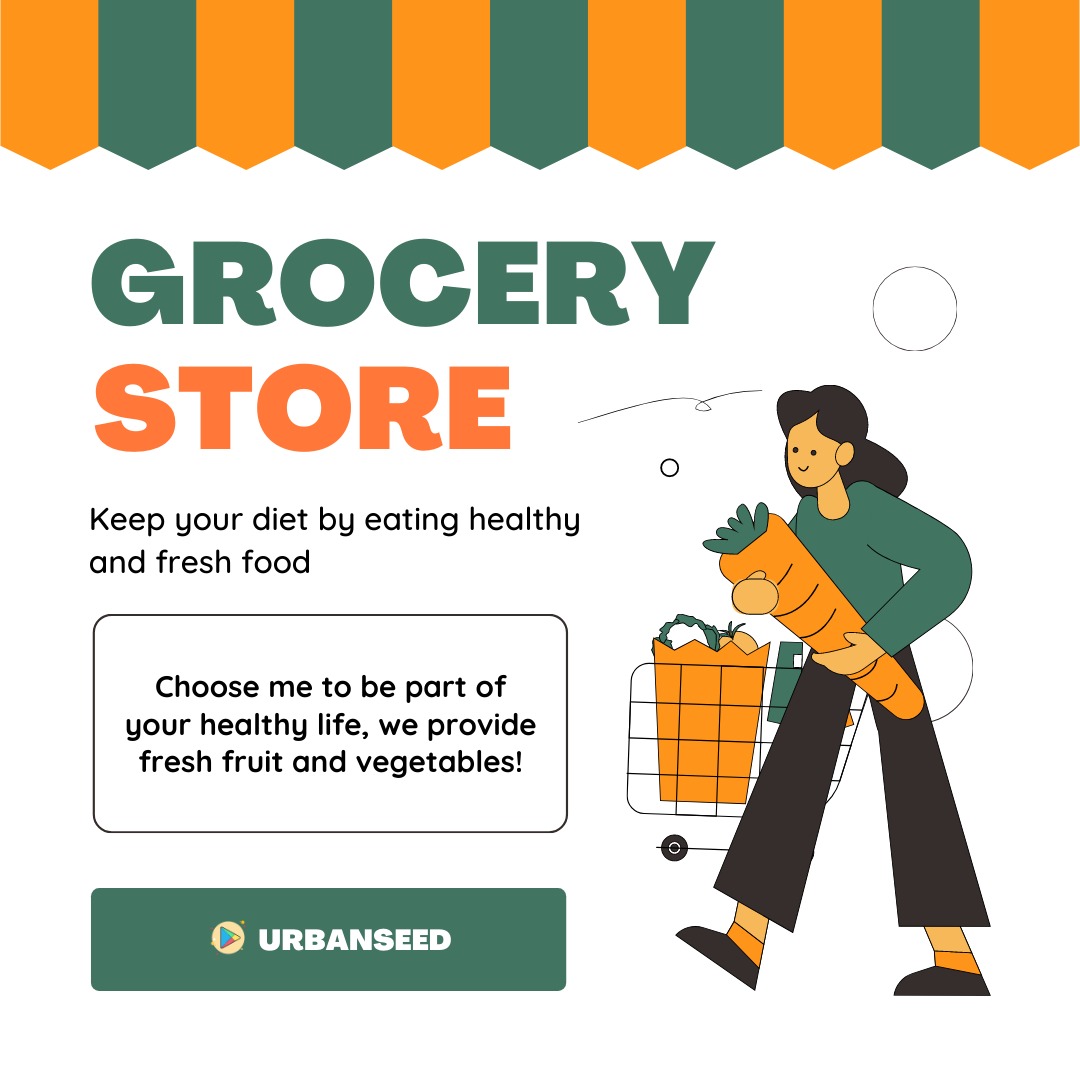 GROCERY
STORE
Keep your diet by eating healthy
and fresh food
Choose me to be part of
your healthy life, we provide
fresh fruit and vegetables!
URBANSEED